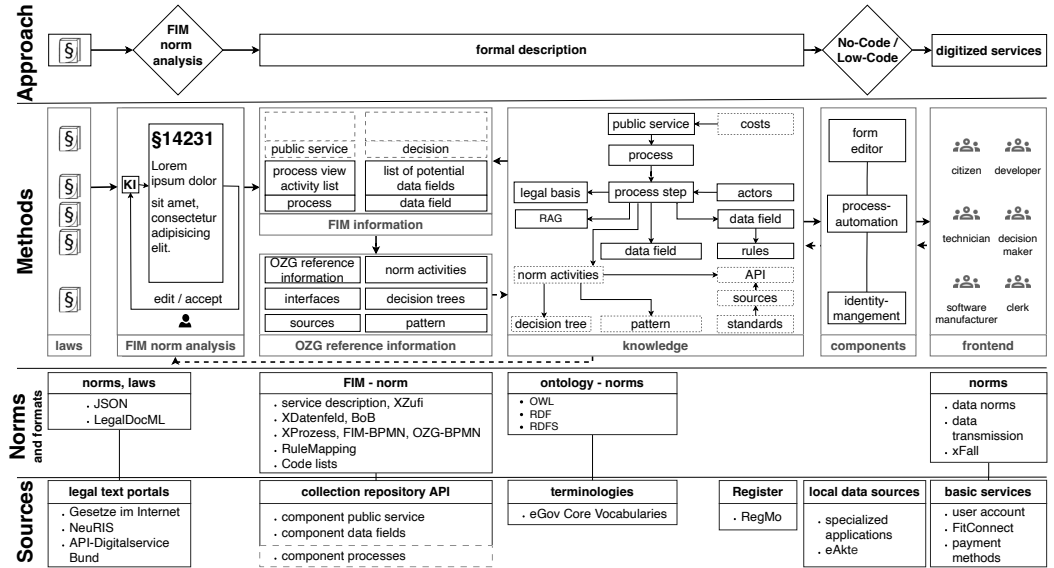 Approach
§
FIM
norm
analysis
formal description
No-Code /
Low-Code
digitized services
Methods
§
§
§
§
§
laws
KI
§14231
Lorem
ipsum dolor
sit amet,
consectetur
adipisicing
elit.
edit / accept
FIM norm analysis
public service
decision
process view
activity list
list of potential
data fields
process
data field
FIM information
OZG reference
information
norm activities
interfaces
decision trees
sources
pattern
OZG reference information
public service
costs
process
legal basis
process step
actors
RAG
data field
data field
rules
norm activities
API
sources
decision tree
pattern
standards
knowledge
form
editor
process-
automation
identity-
mangement
components
citizen
developer
technician
decision
maker
software
manufacturer
clerk
frontend
Norms
and formats
norms, laws
. JSON
. LegalDocML
FIM - norm
. service description, XZufi
. XDatenfeld, BoB
. XProzess, FIM-BPMN, OZG-BPMN
. RuleMapping
. Code lists
ontology - norms
• OWL
• RDF
• RDFS
norms
. data norms
. data
transmission
. xFall
Sources
legal text portals
. Gesetze im Internet
. NeuRIS
. API-Digitalservice
Bund
collection repository API
. component public service
. component data fields
. component processes
terminologies
. eGov Core Vocabularies
Register
. RegMo
local data sources
. specialized
applications
. eAkte
basic services
. user account
. FitConnect
. payment
methods